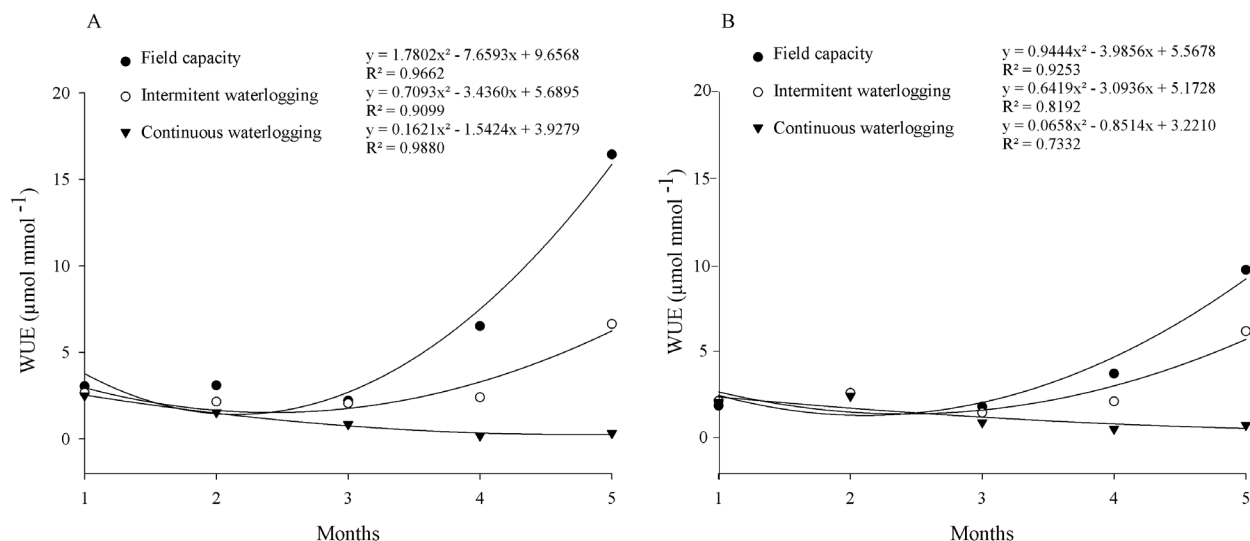 A
Field capacity
y = 1.7802x² - 7.6593x + 9.6568
R² = 0.9662
Intermitent waterlogging
y = 0.7093x² - 3.4360x + 5.6895
R² = 0.9099
Continuous waterlogging
y = 0.1621x² - 1.5424x + 3.9279
R² = 0.9880
WUE (µmol mmol ⁻¹)
20
15
10
5
0
1 2 3 4 5
Months
B
Field capacity
y = 0.9444x² - 3.9856x + 5.5678
R² = 0.9253
Intermitent waterlogging
y = 0.6419x² - 3.0936x + 5.1728
R² = 0.8192
Continuous waterlogging
y = 0.0658x² - 0.8514x + 3.2210
R² = 0.7332
WUE (µmol mmol ⁻¹)
20
15
10
5
0
1 2 3 4 5
Months